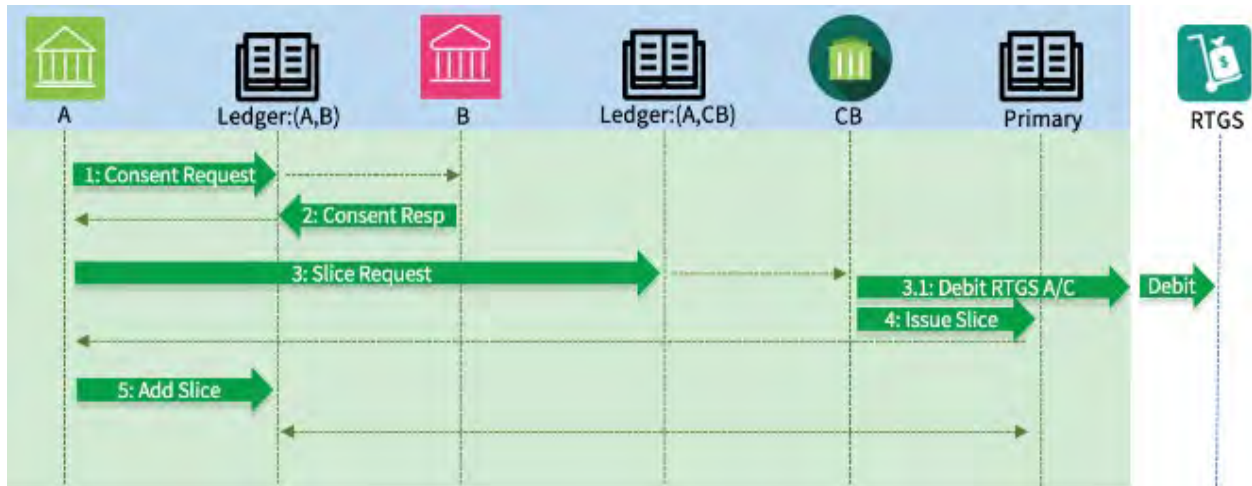 A
Ledger:(A,B)
B
Ledger:(A,CB)
CB
Primary
RTGS
1: Consent Request
2: Consent Resp
3: Slice Request
3.1: Debit RTGS A/C
Debit
4: Issue Slice
5: Add Slice
$